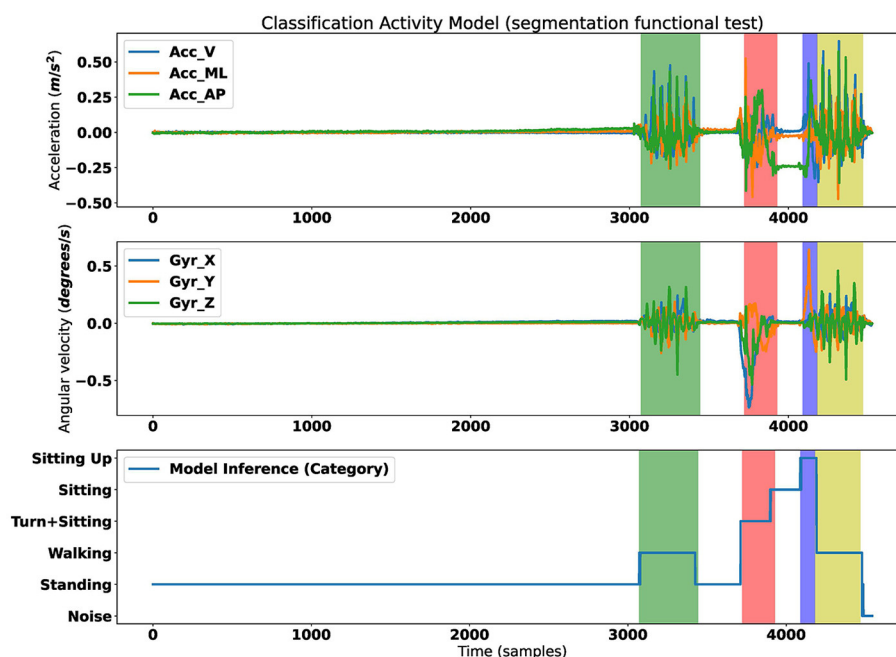 Classification Activity Model (segmentation functional test)
Acceleration (m/s²)
0.50
0.25
0.00
−0.25
−0.50
Acc_V
Acc_ML
Acc_AP
0 1000 2000 3000 4000
Angular velocity (degrees/s)
0.5
0.0
−0.5
Gyr_X
Gyr_Y
Gyr_Z
0 1000 2000 3000 4000
Sitting Up
Sitting
Turn+Sitting
Walking
Standing
Noise
Model Inference (Category)
0 1000 2000 3000 4000
Time (samples)